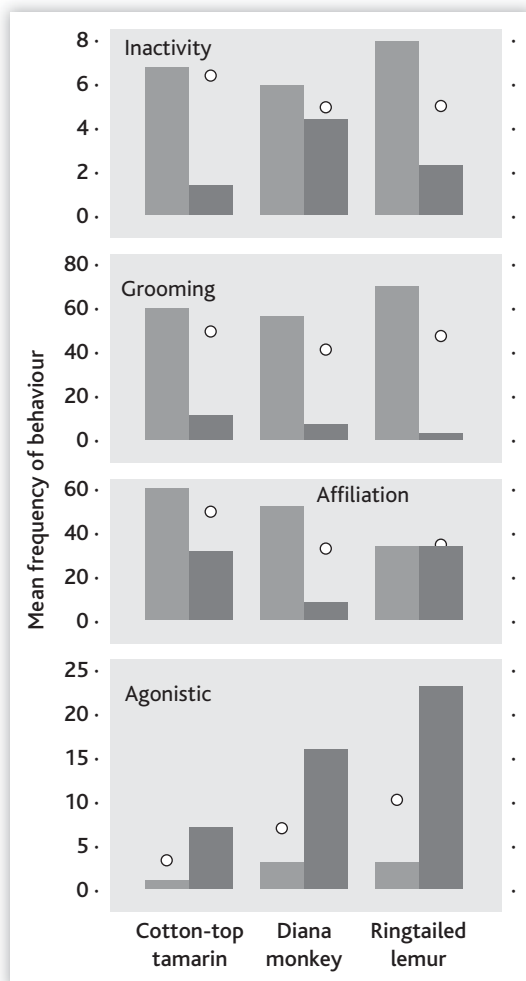 Mean frequency of behaviour
8
Inactivity
6
4
2
0
80
Grooming
60
40
20
0
60
Affiliation
40
20
0
25
Agonistic
20
15
10
5
0
Cotton-top
tamarin
Diana
monkey
Ringtailed
lemur